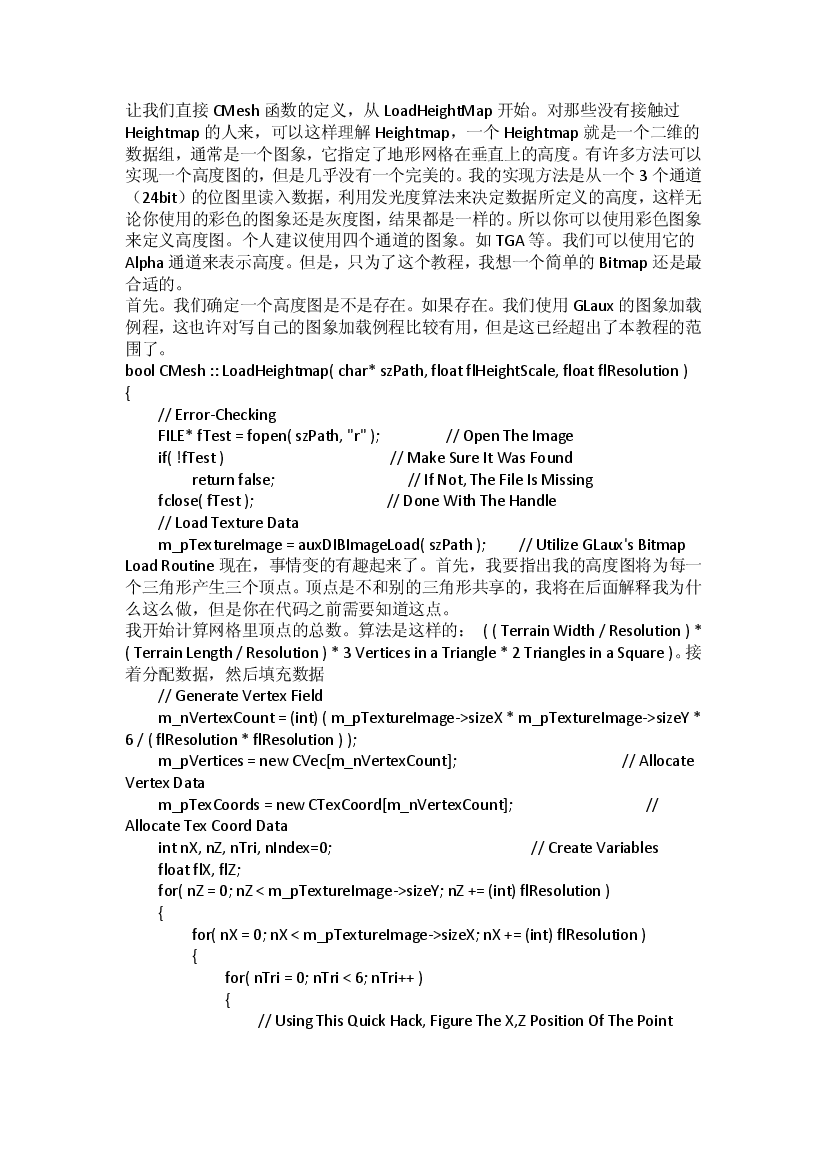 让我们直接 CMesh 函数的定义，从 LoadHeightMap 开始。对那些没有接触过
Heightmap 的人来，可以这样理解 Heightmap，一个 Heightmap 就是一个二维的
数据组，通常是一个图象，它指定了地形网格在垂直上的高度。有许多方法可以
实现一个高度图的，但是几乎没有一个完美的。我的实现方法是从一个 3 个通道
（24bit）的位图里读入数据，利用发光度算法来决定数据所定义的高度，这样无
论你使用的彩色的图象还是灰度图，结果都是一样的。所以你可以使用彩色图象
来定义高度图。个人建议使用四个通道的图象。如 TGA 等。我们可以使用它的
Alpha 通道来表示高度。但是，只为了这个教程，我想一个简单的 Bitmap 还是最
合适的。
首先。我们确定一个高度图是不是存在。如果存在。我们使用 GLaux 的图象加载
例程，这也许对写自己的图象加载例程比较有用，但是这已经超出了本教程的范
围了。
bool CMesh :: LoadHeightmap( char* szPath, float flHeightScale, float flResolution )
{
// Error-Checking
FILE* fTest = fopen( szPath, "r" ); // Open The Image
if( !fTest ) // Make Sure It Was Found
return false; // If Not, The File Is Missing
fclose( fTest ); // Done With The Handle
// Load Texture Data
m_pTextureImage = auxDIBImageLoad( szPath ); // Utilize GLaux's Bitmap
Load Routine 现在，事情变的有趣起来了。首先，我要指出我的高度图将为每一
个三角形产生三个顶点。顶点是不和别的三角形共享的，我将在后面解释我为什
么这么做，但是你在代码之前需要知道这点。
我开始计算网格里顶点的总数。算法是这样的： ( ( Terrain Width / Resolution ) *
( Terrain Length / Resolution ) * 3 Vertices in a Triangle * 2 Triangles in a Square )。接
着分配数据，然后填充数据
// Generate Vertex Field
m_nVertexCount = (int) ( m_pTextureImage->sizeX * m_pTextureImage->sizeY *
6 / ( flResolution * flResolution ) );
m_pVertices = new CVec[m_nVertexCount]; // Allocate
Vertex Data
m_pTexCoords = new CTexCoord[m_nVertexCount]; //
Allocate Tex Coord Data
int nX, nZ, nTri, nIndex=0; // Create Variables
float flX, flZ;
for( nZ = 0; nZ < m_pTextureImage->sizeY; nZ += (int) flResolution )
{
for( nX = 0; nX < m_pTextureImage->sizeX; nX += (int) flResolution )
{
for( nTri = 0; nTri < 6; nTri++ )
{
// Using This Quick Hack, Figure The X,Z Position Of The Point